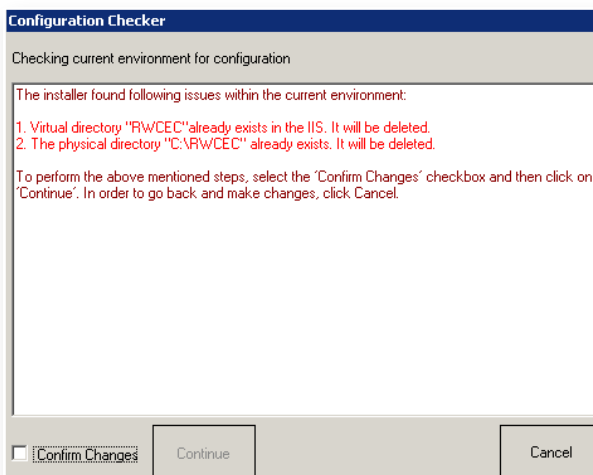 Configuration Checker
Checking current environment for configuration
The installer found following issues within the current environment:
1. Virtual directory "RWCEC"already exists in the IIS. It will be deleted.
2. The physical directory "C:\RWCEC" already exists. It will be deleted.
To perform the above mentioned steps, select the ´Confirm Changes´ checkbox and then click on
´Continue´. In order to go back and make changes, click Cancel.
Confirm Changes
Continue
Cancel